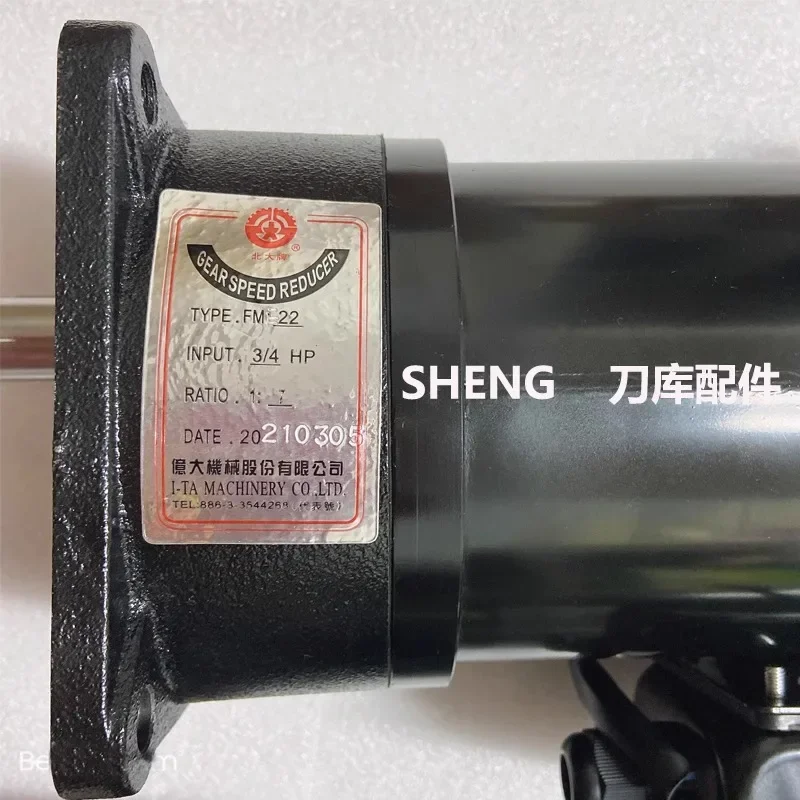 北大牌®
GEAR SPEED REDUCER
TYPE.FM 22
INPUT. 3/4 HP
RATIO. 1: 7
DATE. 20210305
億大機械股份有限公司
I-TA MACHINERY CO.,LTD.
TEL:886-3-3544268 (代表號)
SHENG 刀库配件